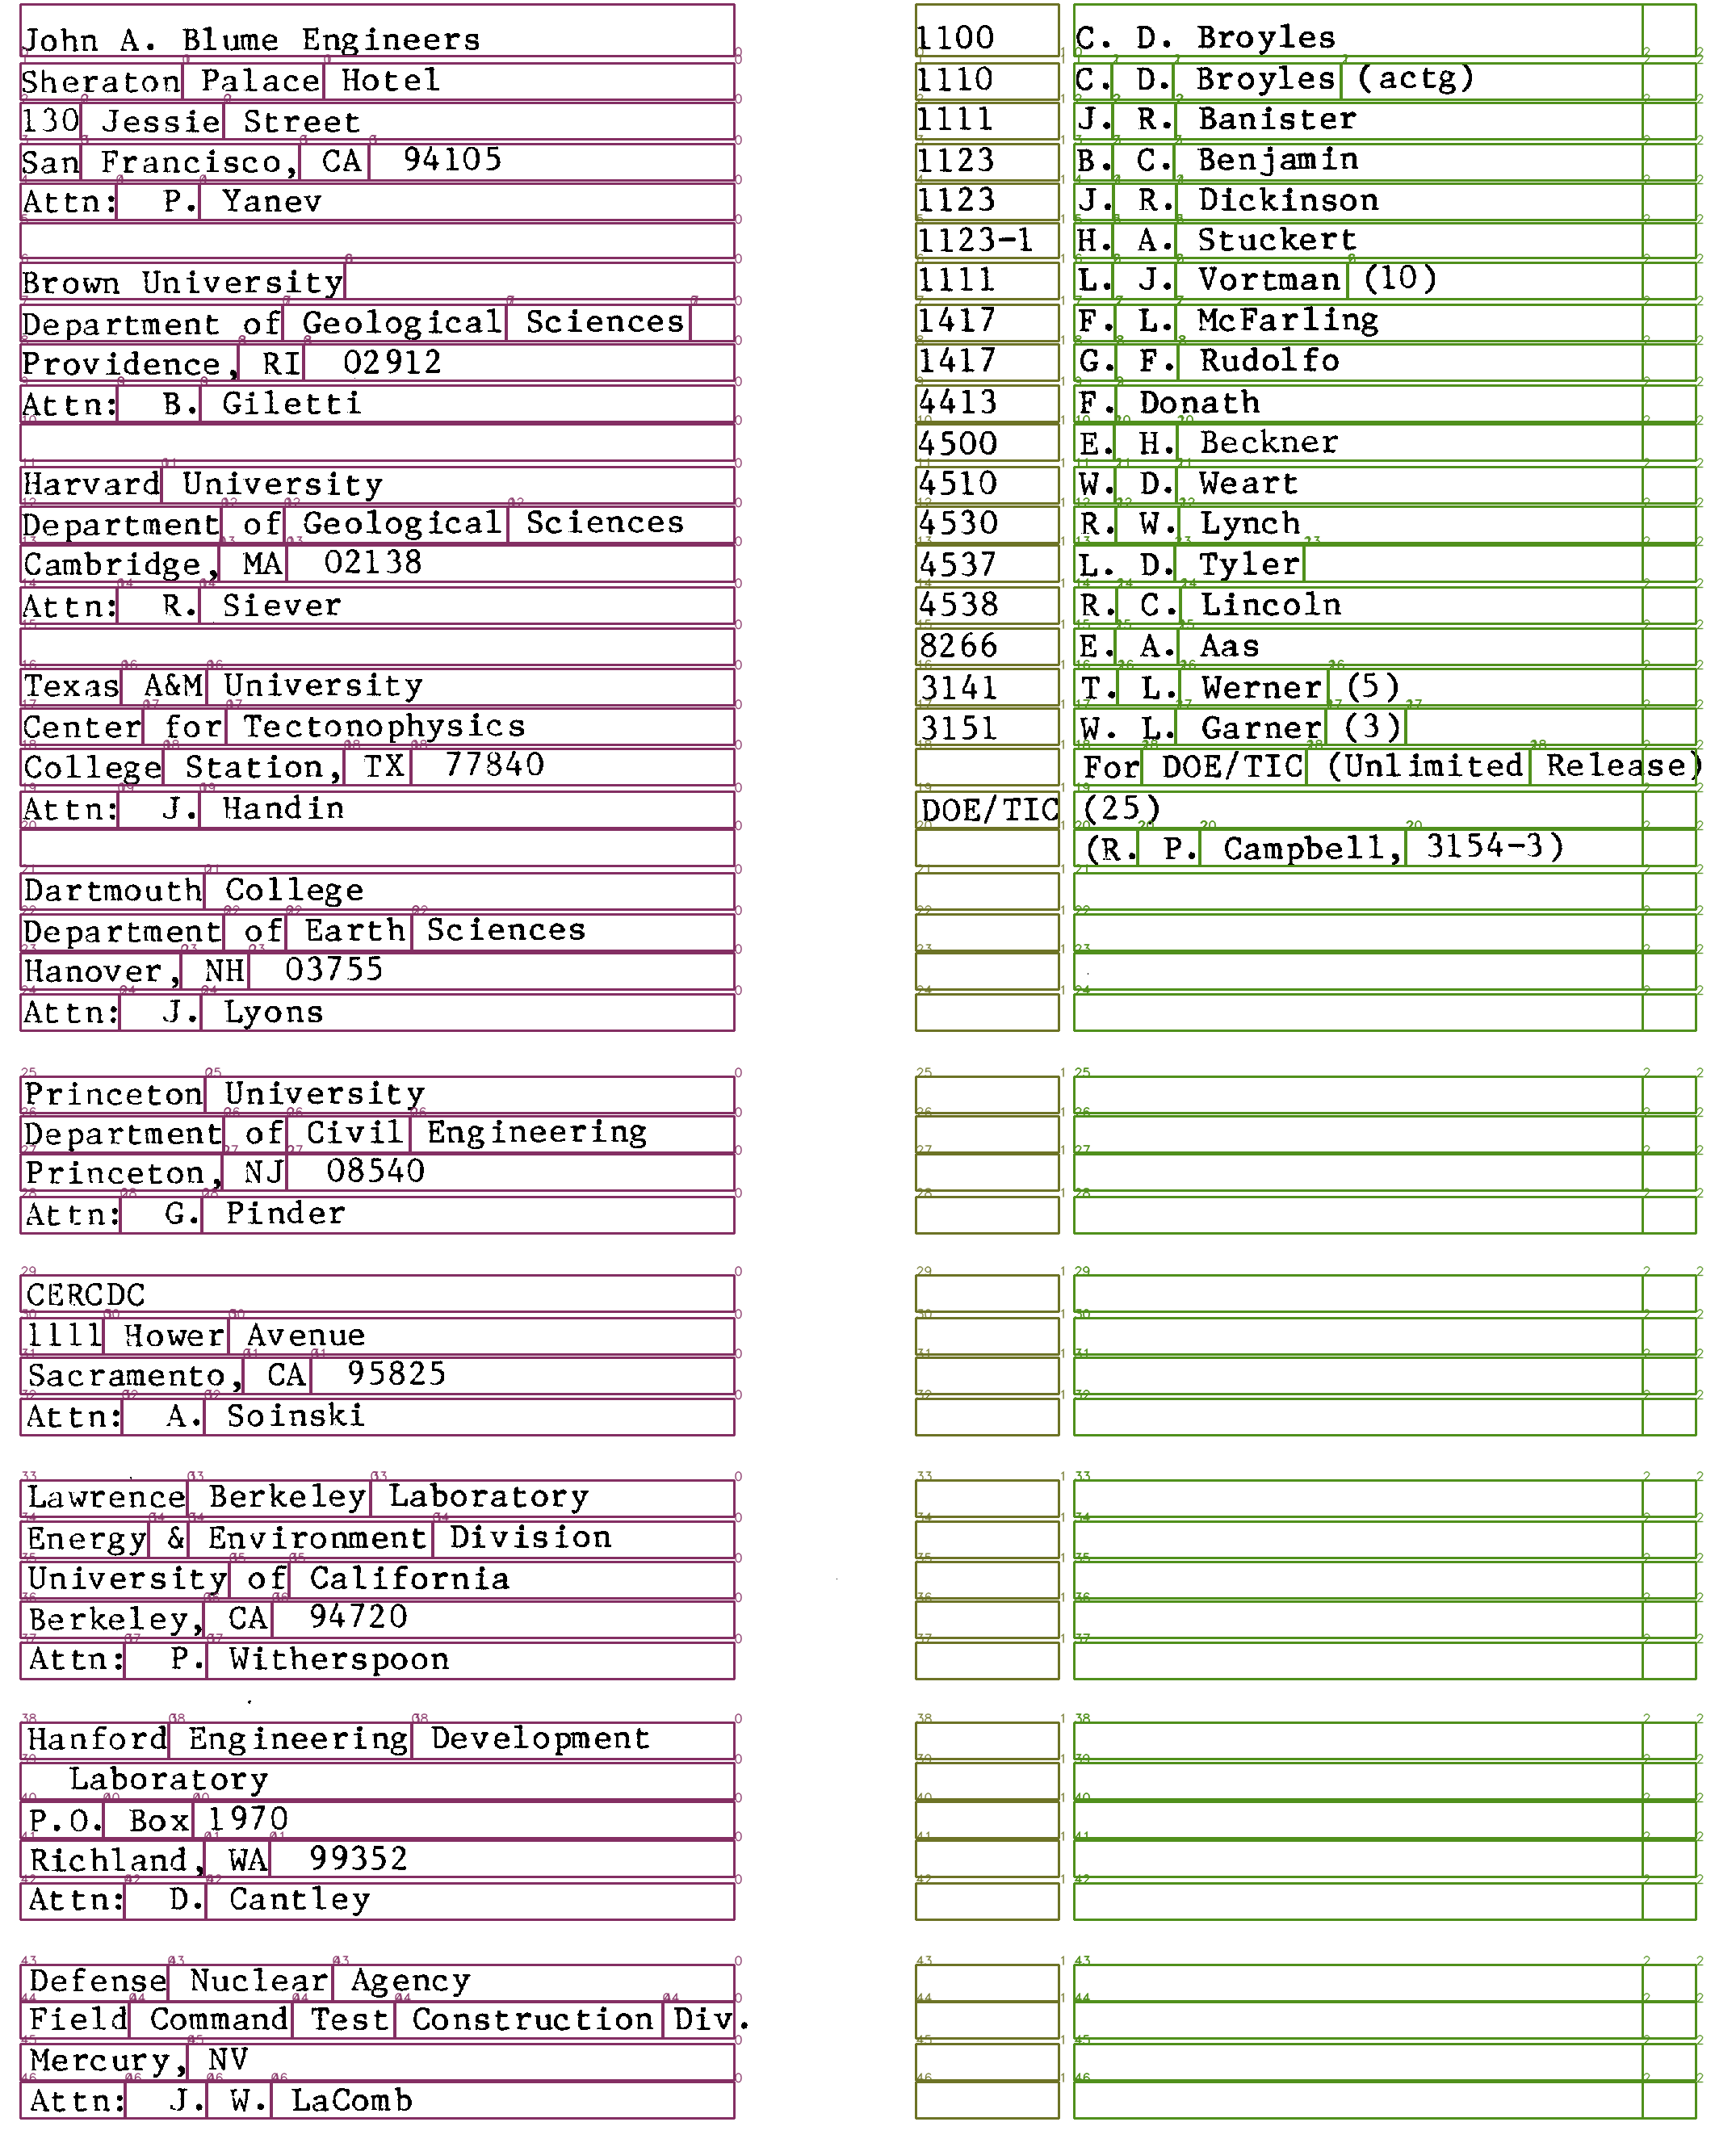 John A. Blume Engineers
Sheraton Palace Hotel
130 Jessie Street
San Francisco, CA 94105
Attn: P. Yanev
Brown University
Department of Geological Sciences
Providence, RI 02912
Attn: B. Giletti
Harvard University
Department of Geological Sciences
Cambridge, MA 02138
Attn: R. Siever
Texas A&M University
Center for Tectonophysics
College Station, TX 77840
Attn: J. Handin
Dartmouth College
Department of Earth Sciences
Hanover, NH 03755
Attn: J. Lyons
Princeton University
Department of Civil Engineering
Princeton, NJ 08540
Attn: G. Pinder
CERCDC
1111 Hower Avenue
Sacramento, CA 95825
Attn: A. Soinski
Lawrence Berkeley Laboratory
Energy & Environment Division
University of California
Berkeley, CA 94720
Attn: P. Witherspoon
Hanford Engineering Development
Laboratory
P.O. Box 1970
Richland, WA 99352
Attn: D. Cantley
Defense Nuclear Agency
Field Command Test Construction Div.
Mercury, NV
Attn: J. W. LaComb
1100 C. D. Broyles
1110 C. D. Broyles (actg)
1111 J. R. Banister
1123 B. C. Benjamin
1123 J. R. Dickinson
1123-1 H. A. Stuckert
1111 L. J. Vortman (10)
1417 F. L. McFarling
1417 G. F. Rudolfo
4413 F. Donath
4500 E. H. Beckner
4510 W. D. Weart
4530 R. W. Lynch
4537 L. D. Tyler
4538 R. C. Lincoln
8266 E. A. Aas
3141 T. L. Werner (5)
3151 W. L. Garner (3)
For DOE/TIC (Unlimited Release)
DOE/TIC (25)
(R. P. Campbell, 3154-3)